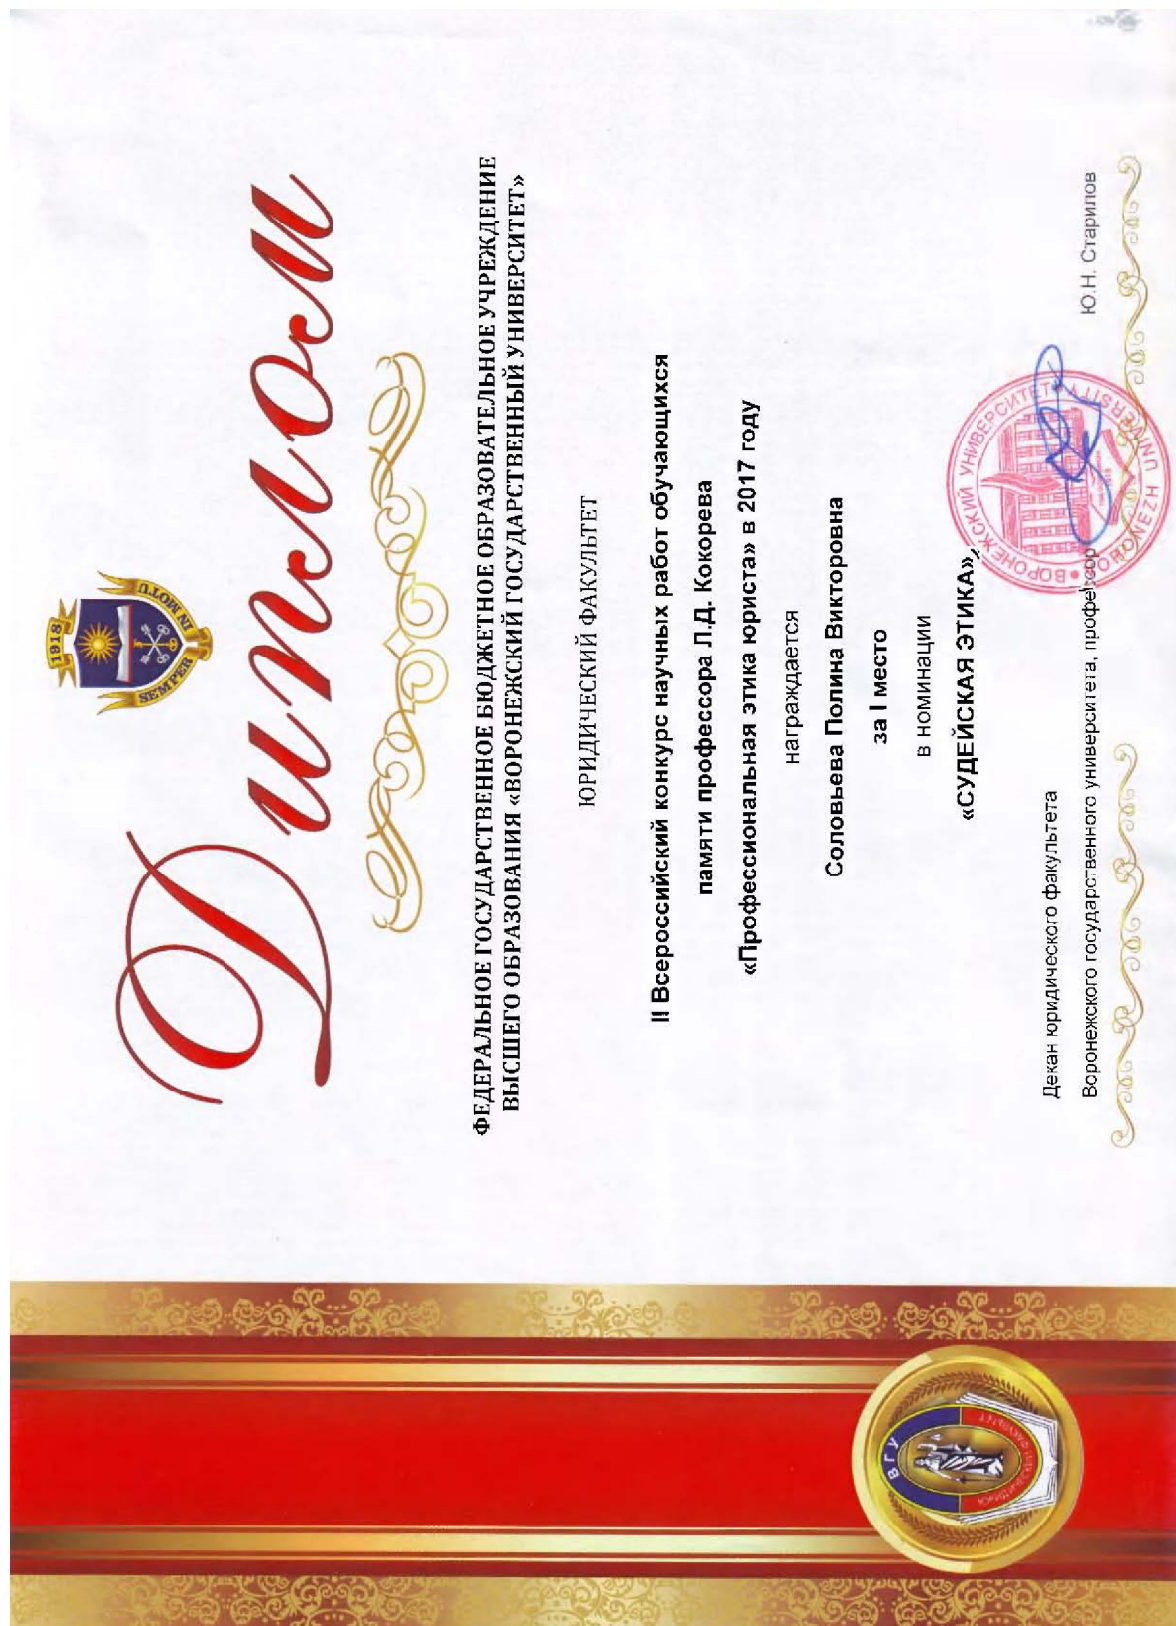 1918
SEMPER IN MOTU
Диплом
ФЕДЕРАЛЬНОЕ ГОСУДАРСТВЕННОЕ БЮДЖЕТНОЕ ОБРАЗОВАТЕЛЬНОЕ УЧРЕЖДЕНИЕ
ВЫСШЕГО ОБРАЗОВАНИЯ «ВОРОНЕЖСКИЙ ГОСУДАРСТВЕННЫЙ УНИВЕРСИТЕТ»
ЮРИДИЧЕСКИЙ ФАКУЛЬТЕТ
II Всероссийский конкурс научных работ обучающихся
памяти профессора Л.Д. Кокорева
«Профессиональная этика юриста» в 2017 году
награждается
Соловьева Полина Викторовна
за I место
в номинации
«СУДЕЙСКАЯ ЭТИКА»
Декан юридического факультета
Воронежского государственного университета, профессор Ю.Н. Старилов
ВОРОНЕЖСКИЙ УНИВЕРСИТЕТ
VORONEZH UNIVERSITY
ВГУ
ЮРИДИЧЕСКИЙ ФАКУЛЬТЕТ